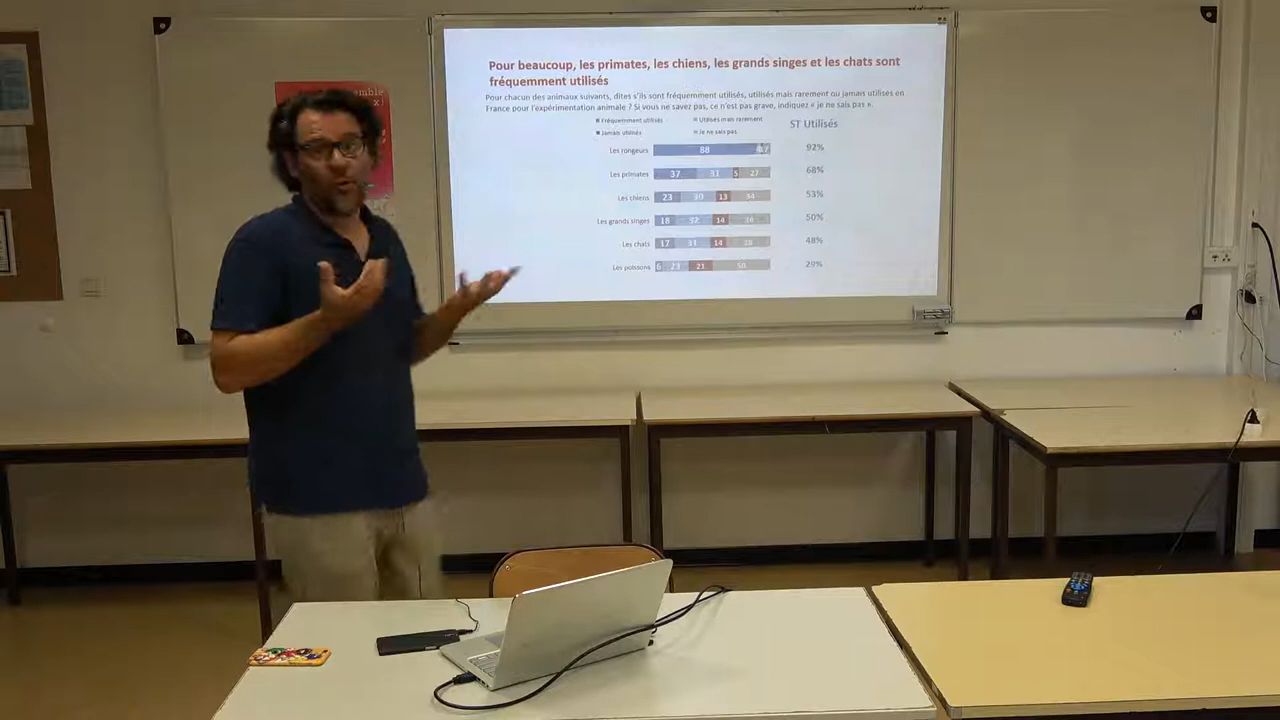 Pour beaucoup, les primates, les chiens, les grands singes et les chats sont
fréquemment utilisés
Pour chacun des animaux suivants, dites s'ils sont fréquemment utilisés, utilisés mais rarement ou jamais utilisés en
France pour l'expérimentation animale ? Si vous ne savez pas, ce n'est pas grave, indiquez « je ne sais pas ».
Fréquemment utilisés Utilisés mais rarement ST Utilisés
Jamais utilisés Je ne sais pas
Les rongeurs 88 7 92%
Les primates 37 31 5 27 68%
Les chiens 23 30 13 34 53%
Les grands singes 18 32 14 36 50%
Les chats 17 31 14 38 48%
Les poissons 6 23 21 50 29%